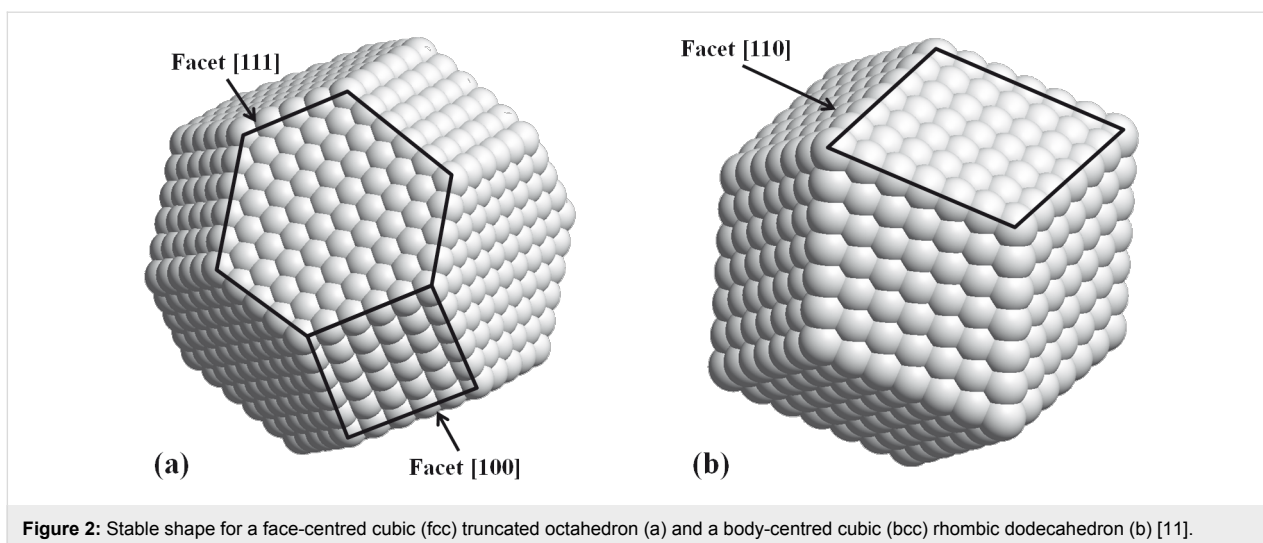 Facet [111]
Facet [110]
Facet [100]
(a)
(b)
Figure 2: Stable shape for a face-centred cubic (fcc) truncated octahedron (a) and a body-centred cubic (bcc) rhombic dodecahedron (b) [11].